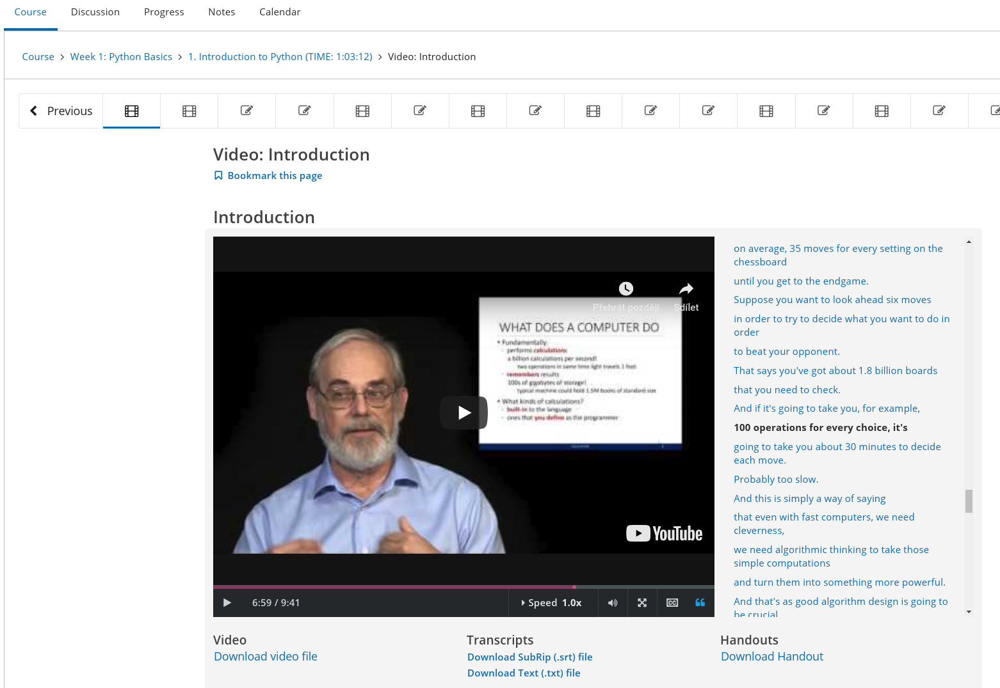 Course Discussion Progress Notes Calendar
Course > Week 1: Python Basics > 1. Introduction to Python (TIME: 1:03:12) > Video: Introduction
Previous
Video: Introduction
Bookmark this page
Introduction
Přehrát později Sdílet
WHAT DOES A COMPUTER DO
Fundamentally:
performs calculations
a billion calculations per second!
two operations in same time light travels 1 foot
remembers results
100s of gigabytes of storage!
typical machine could hold 1.5M books of standard size
What kinds of calculations?
built-in to the language
ones that you define as the programmer
YouTube
6:59 / 9:41 Speed 1.0x CC
on average, 35 moves for every setting on the
chessboard
until you get to the endgame.
Suppose you want to look ahead six moves
in order to try to decide what you want to do in
order
to beat your opponent.
That says you've got about 1.8 billion boards
that you need to check.
And if it's going to take you, for example,
100 operations for every choice, it's
going to take you about 30 minutes to decide
each move.
Probably too slow.
And this is simply a way of saying
that even with fast computers, we need
cleverness,
we need algorithmic thinking to take those
simple computations
and turn them into something more powerful.
And that's as good algorithm design is going to
be crucial
Video
Download video file
Transcripts
Download SubRip (.srt) file
Download Text (.txt) file
Handouts
Download Handout